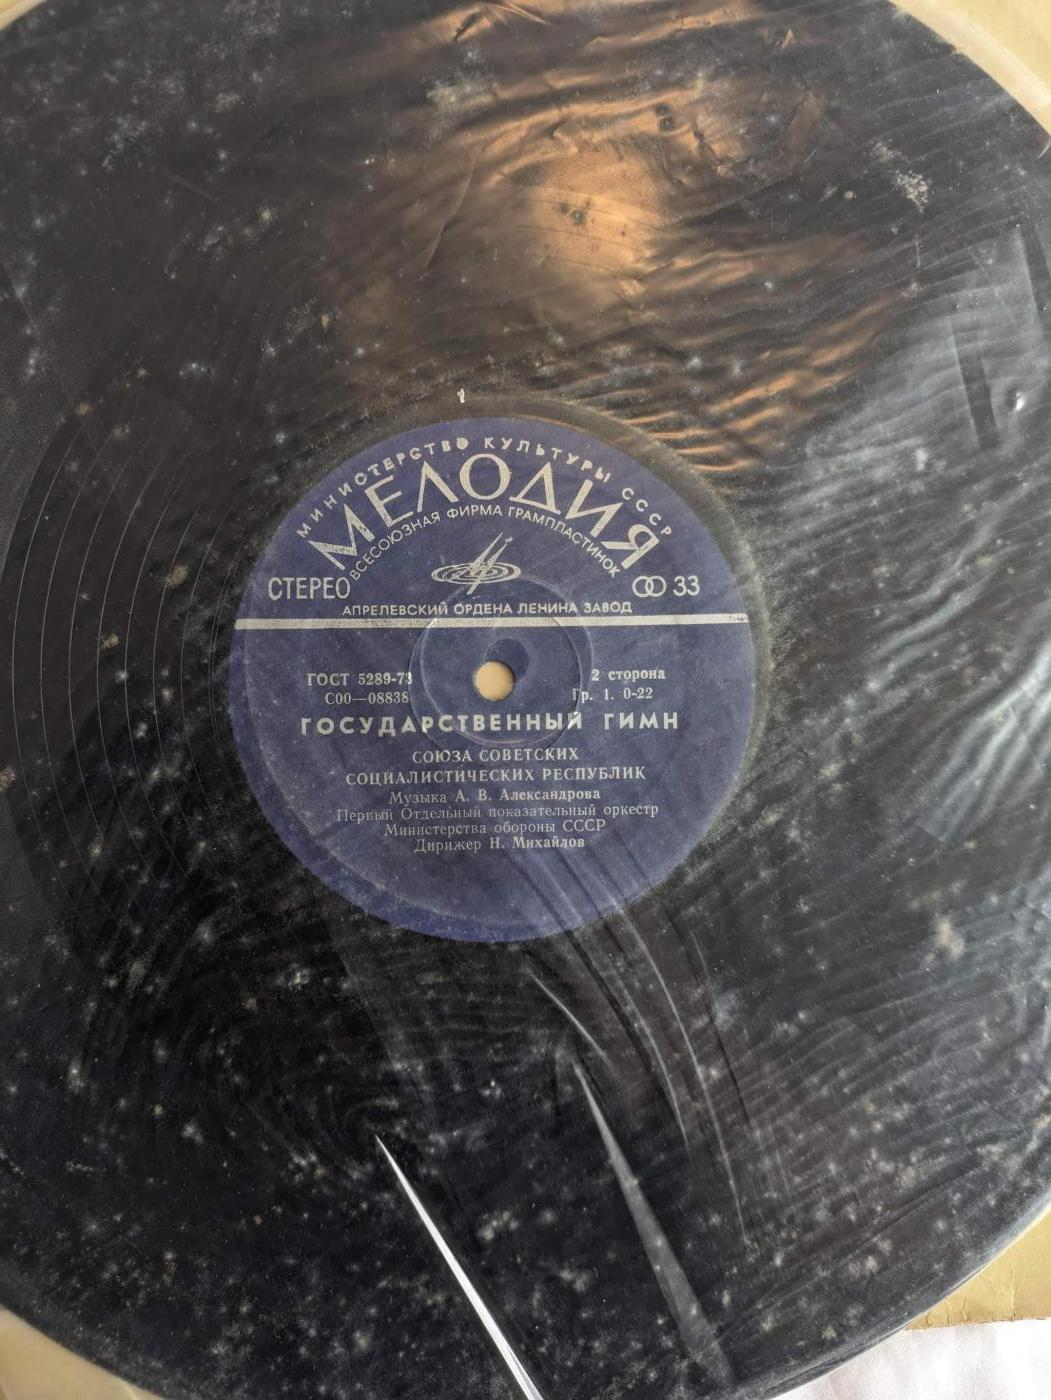 МИНИСТЕРСТВО КУЛЬТУРЫ СССР
МЕЛОДИЯ
ВСЕСОЮЗНАЯ ФИРМА ГРАМПЛАСТИНОК
СТЕРЕО 33
АПРЕЛЕВСКИЙ ОРДЕНА ЛЕНИНА ЗАВОД
ГОСТ 5289-73 2 сторона
С00—08838 Гр. 1. 0-22
ГОСУДАРСТВЕННЫЙ ГИМН
СОЮЗА СОВЕТСКИХ
СОЦИАЛИСТИЧЕСКИХ РЕСПУБЛИК
Музыка А. В. Александрова
Первый Отдельный показательный оркестр
Министерства обороны СССР
Дирижер Н. Михайлов